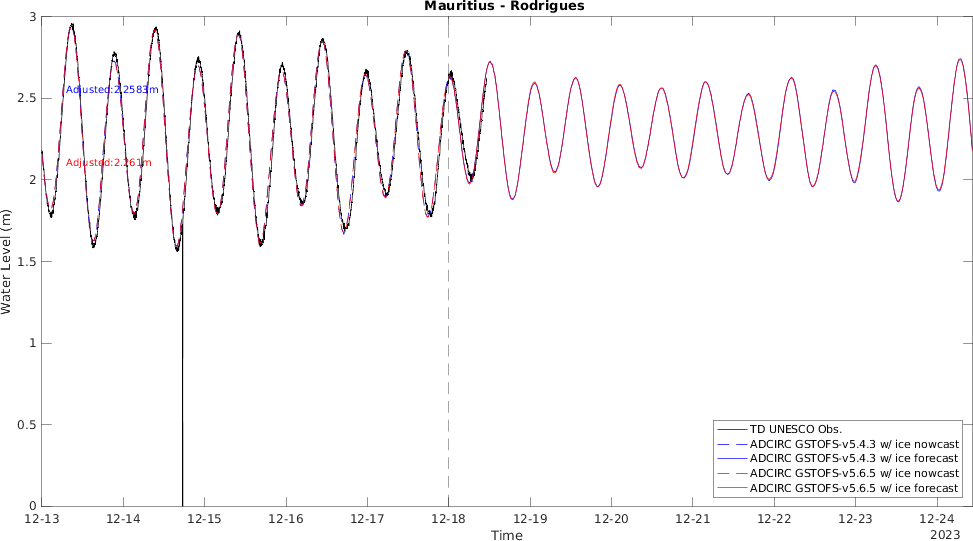 Mauritius - Rodrigues
3
2.5
2
1.5
1
0.5
0
Water Level (m)
Adjusted:2.2583m
Adjusted:2.261m
TD UNESCO Obs.
ADCIRC GSTOFS-v5.4.3 w/ ice nowcast
ADCIRC GSTOFS-v5.4.3 w/ ice forecast
ADCIRC GSTOFS-v5.6.5 w/ ice nowcast
ADCIRC GSTOFS-v5.6.5 w/ ice forecast
12-13 12-14 12-15 12-16 12-17 12-18 12-19 12-20 12-21 12-22 12-23 12-24
Time
2023